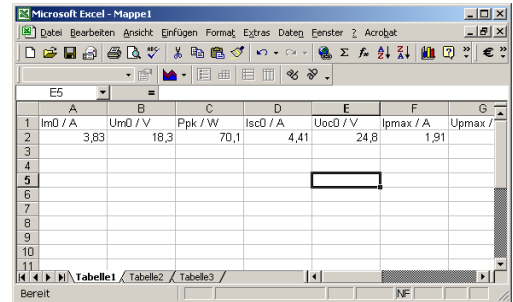 Microsoft Excel - Mappe1
Datei Bearbeiten Ansicht Einfügen Format Extras Daten Fenster ? Acrobat
E5 =
A B C D E F G
1 Im0 / A Um0 / V Ppk / W Isc0 / A Uoc0 / V Ipmax / A Upmax /
2 3,83 18,3 70,1 4,41 24,8 1,91
3
4
5
6
7
8
9
10
11
Tabelle1 Tabelle2 Tabelle3
Bereit NF